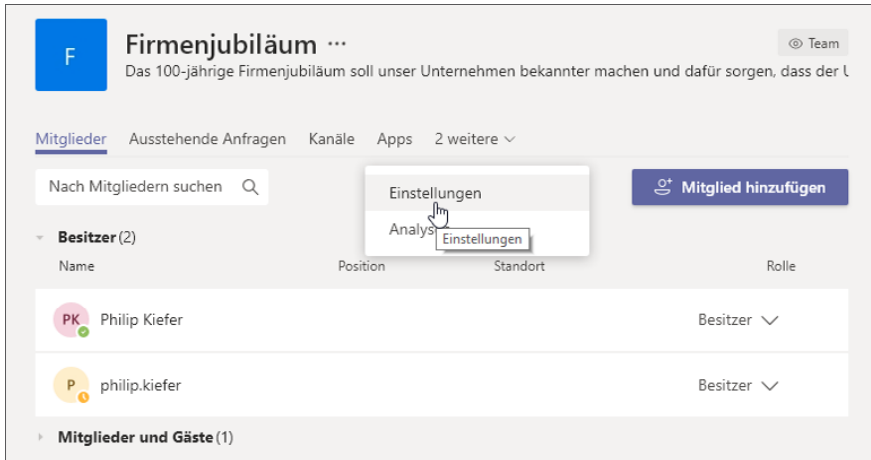 F
Firmenjubiläum ...
Team
Das 100-jährige Firmenjubiläum soll unser Unternehmen bekannter machen und dafür sorgen, dass der
Mitglieder Ausstehende Anfragen Kanäle Apps 2 weitere
Nach Mitgliedern suchen
Einstellungen
Mitglied hinzufügen
Analys
Einstellungen
Besitzer (2)
Name Position Standort Rolle
PK Philip Kiefer Besitzer
P philip.kiefer Besitzer
Mitglieder und Gäste (1)